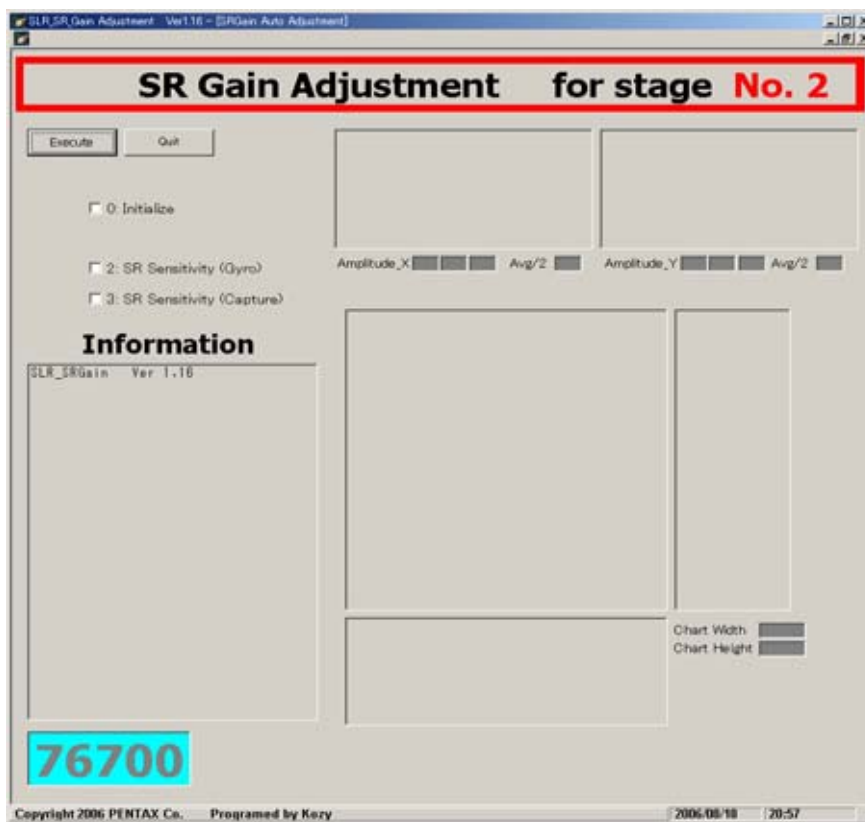 SLR_SR_Gain Adjustment Ver1.16 - [SRGain Auto Adjustment]
SR Gain Adjustment for stage No. 2
Execute Quit
0: Initialize
2: SR Sensitivity (Gyro)
3: SR Sensitivity (Capture)
Amplitude_X Avg/2 Amplitude_Y Avg/2
Information
SLR_SRGain Ver 1.16
Chart Width
Chart Height
76700
Copyright 2006 PENTAX Co. Programed by Kozy 2006/08/18 20:57